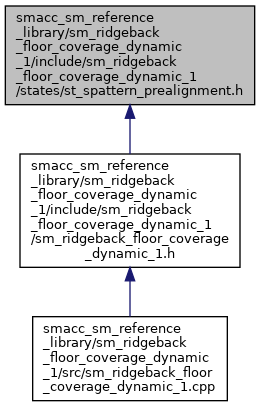 smacc_sm_reference
_library/sm_ridgeback
_floor_coverage_dynamic
_1/include/sm_ridgeback
_floor_coverage_dynamic_1
/states/st_spattern_prealignment.h
smacc_sm_reference
_library/sm_ridgeback
_floor_coverage_dynamic
_1/include/sm_ridgeback
_floor_coverage_dynamic_1
/sm_ridgeback_floor_coverage
_dynamic_1.h
smacc_sm_reference
_library/sm_ridgeback
_floor_coverage_dynamic
_1/src/sm_ridgeback_floor
_coverage_dynamic_1.cpp